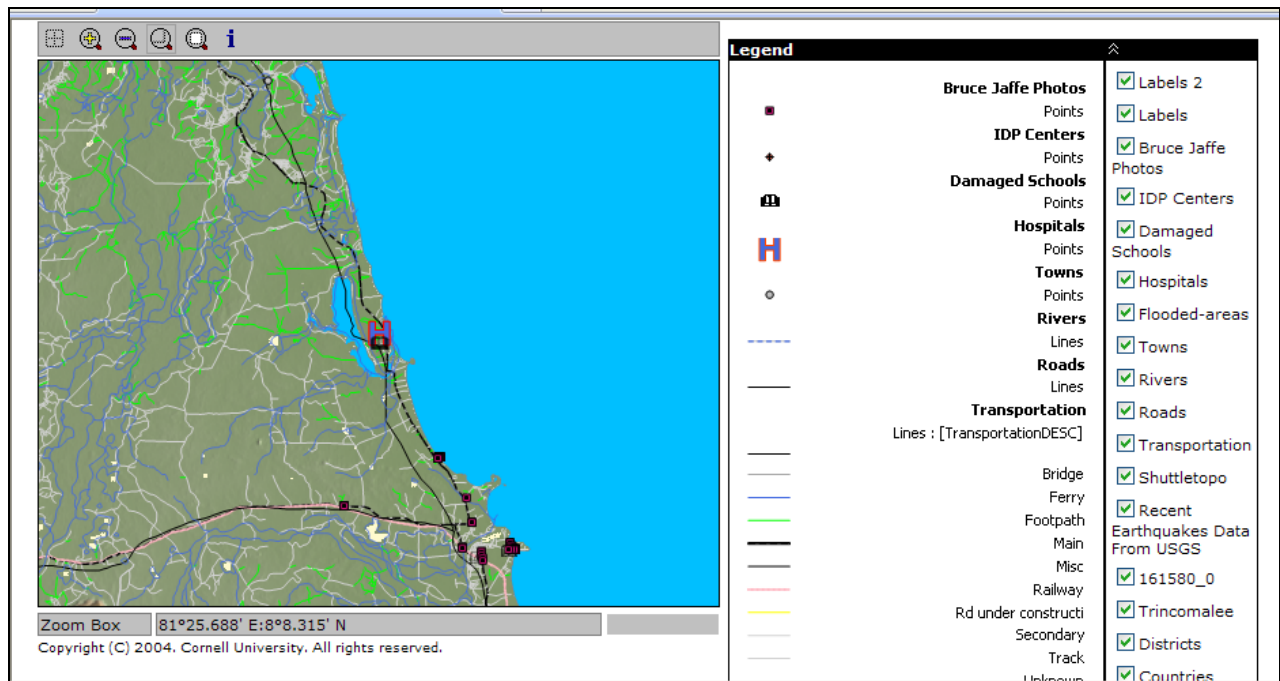 i
Legend
Bruce Jaffe Photos
Points
IDP Centers
Points
Damaged Schools
Points
Hospitals
H
Points
Towns
Points
Rivers
Lines
Roads
Lines
Transportation
Lines : [TransportationDESC]
Bridge
Ferry
Footpath
Main
Misc
Railway
Rd under constructi
Secondary
Track
Unknown
Labels 2
Labels
Bruce Jaffe
Photos
IDP Centers
Damaged
Schools
Hospitals
Flooded-areas
Towns
Rivers
Roads
Transportation
Shuttletopo
Recent
Earthquakes Data
From USGS
161580_0
Trincomalee
Districts
Countries
H
Zoom Box
81°25.688' E:8°8.315' N
Copyright (C) 2004. Cornell University. All rights reserved.